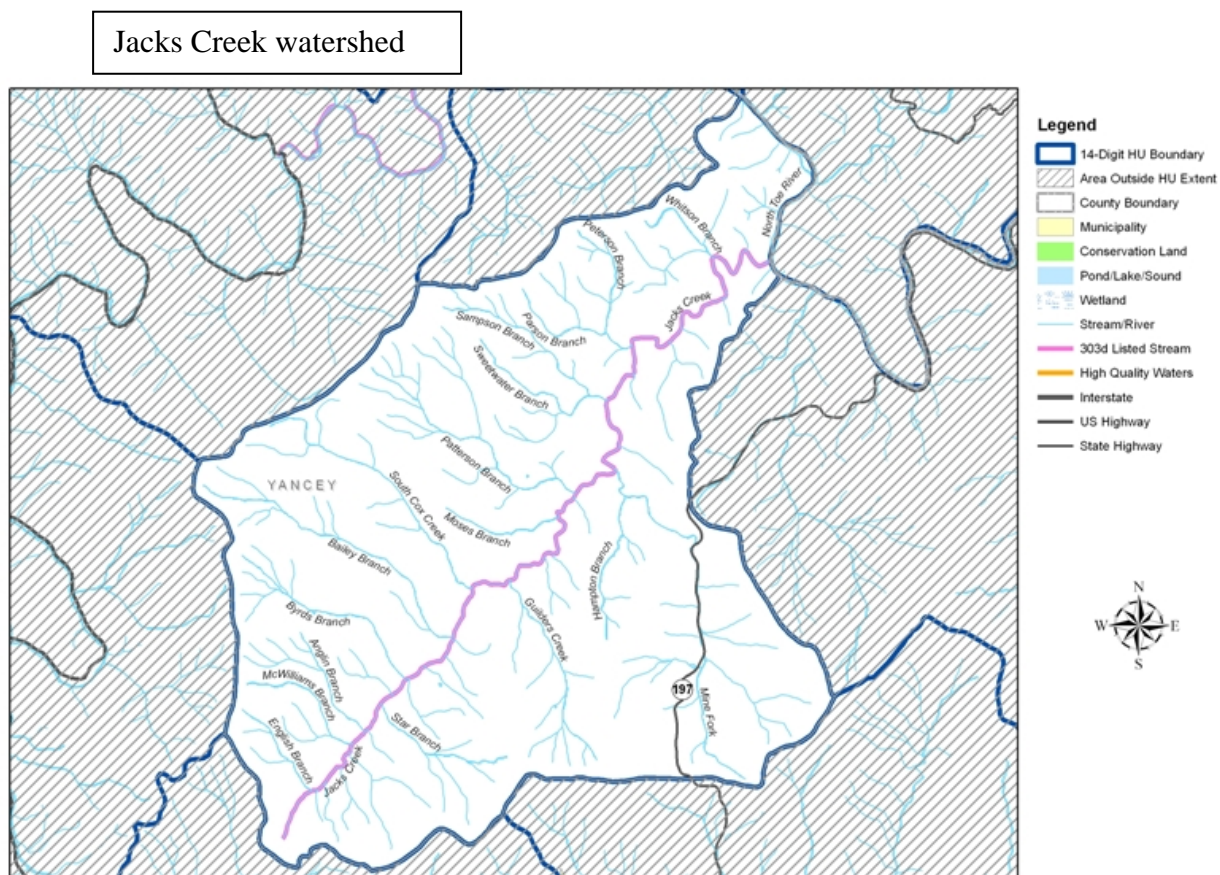 Jacks Creek watershed
Legend
14-Digit HU Boundary
Area Outside HU Extent
County Boundary
Municipality
Conservation Land
Pond/Lake/Sound
Wetland
Stream/River
303d Listed Stream
High Quality Waters
Interstate
US Highway
State Highway
Whitson Branch
North Toe River
Peterson Branch
Jacks Creek
Sampson Branch
Parson Branch
Sweetwater Branch
Patterson Branch
YANCEY
South Cox Creek
Moses Branch
Bailey Branch
Hampton Branch
Byrds Branch
Guilders Creek
Anglin Branch
McWilliams Branch
197
Mine Fork
Star Branch
English Branch
Jacks Creek
N
W
E
S